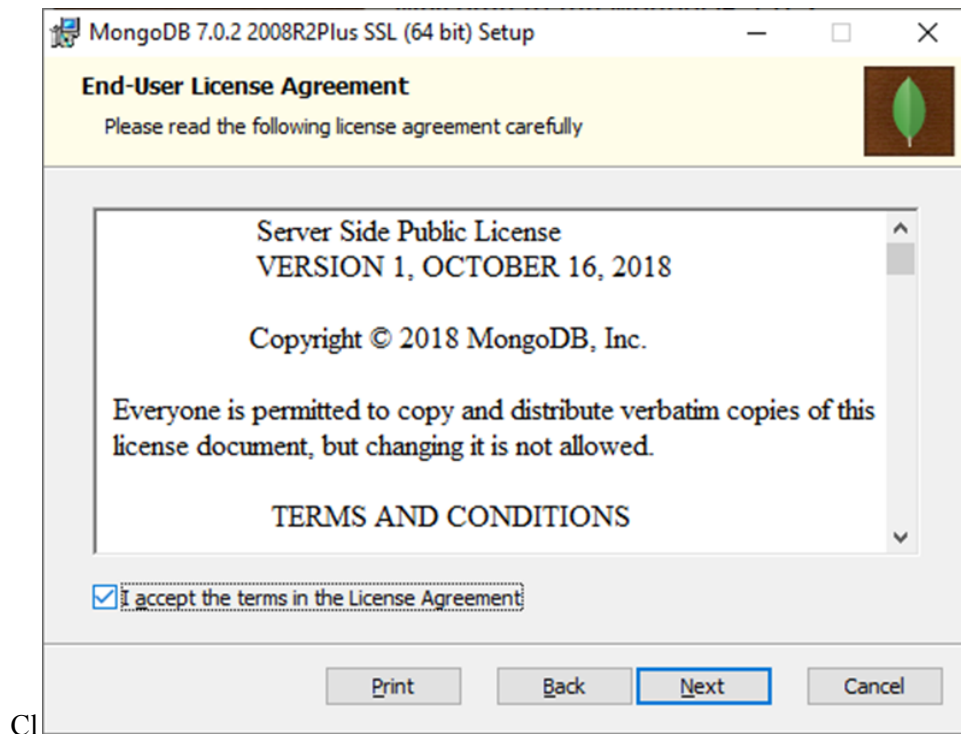 MongoDB 7.0.2 2008R2Plus SSL (64 bit) Setup
End-User License Agreement
Please read the following license agreement carefully
Server Side Public License
VERSION 1, OCTOBER 16, 2018
Copyright © 2018 MongoDB, Inc.
Everyone is permitted to copy and distribute verbatim copies of this
license document, but changing it is not allowed.
TERMS AND CONDITIONS
I accept the terms in the License Agreement
Print Back Next Cancel
Cl